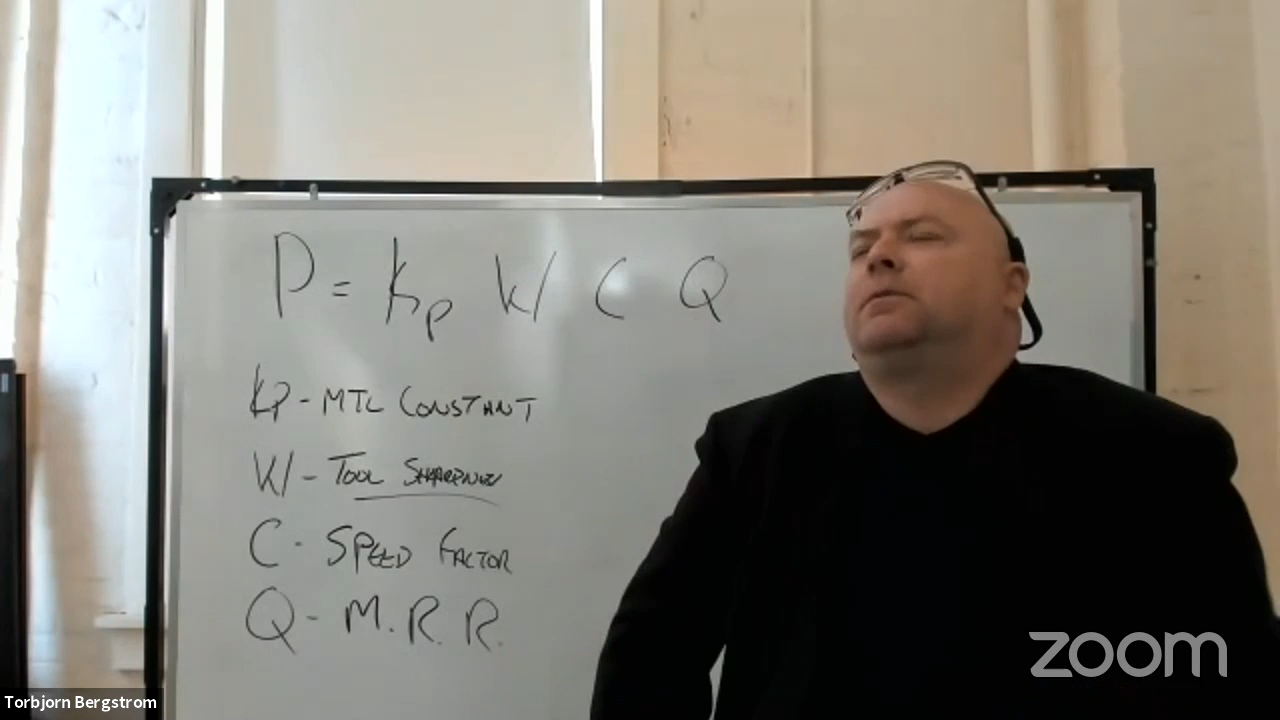 P = Kp W C Q
Kp - MTL CONSTANT
W - TOOL SHARPNESS
C - SPEED FACTOR
Q - M.R.R.
zoom
Torbjorn Bergstrom